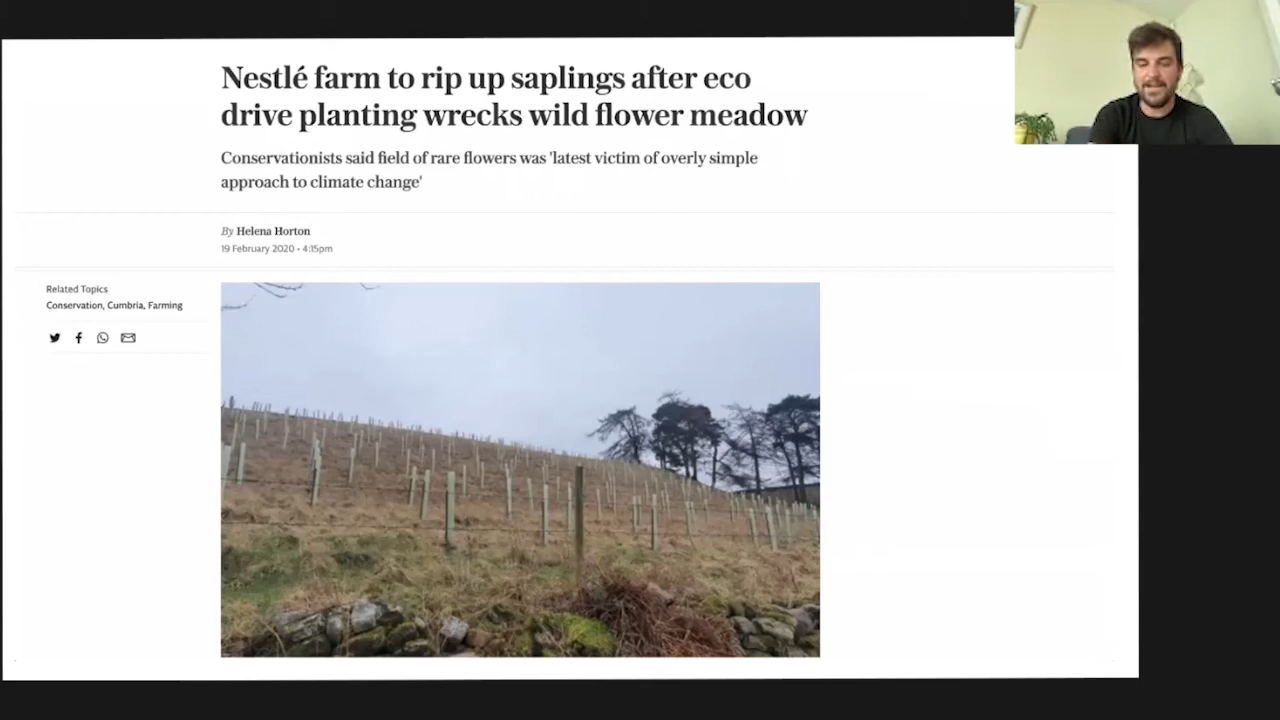 Nestlé farm to rip up saplings after eco
drive planting wrecks wild flower meadow
Conservationists said field of rare flowers was 'latest victim of overly simple
approach to climate change'
By Helena Horton
19 February 2020 • 4:15pm
Related Topics
Conservation, Cumbria, Farming